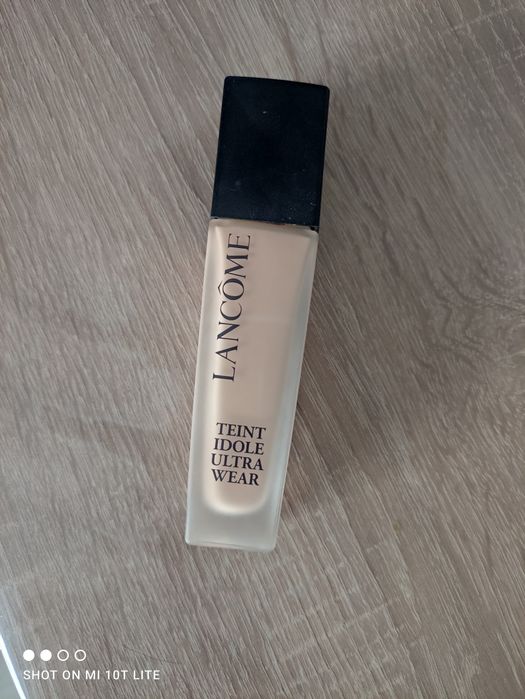 LANCÔME
TEINT
IDOLE
ULTRA
WEAR
SHOT ON MI 10T LITE